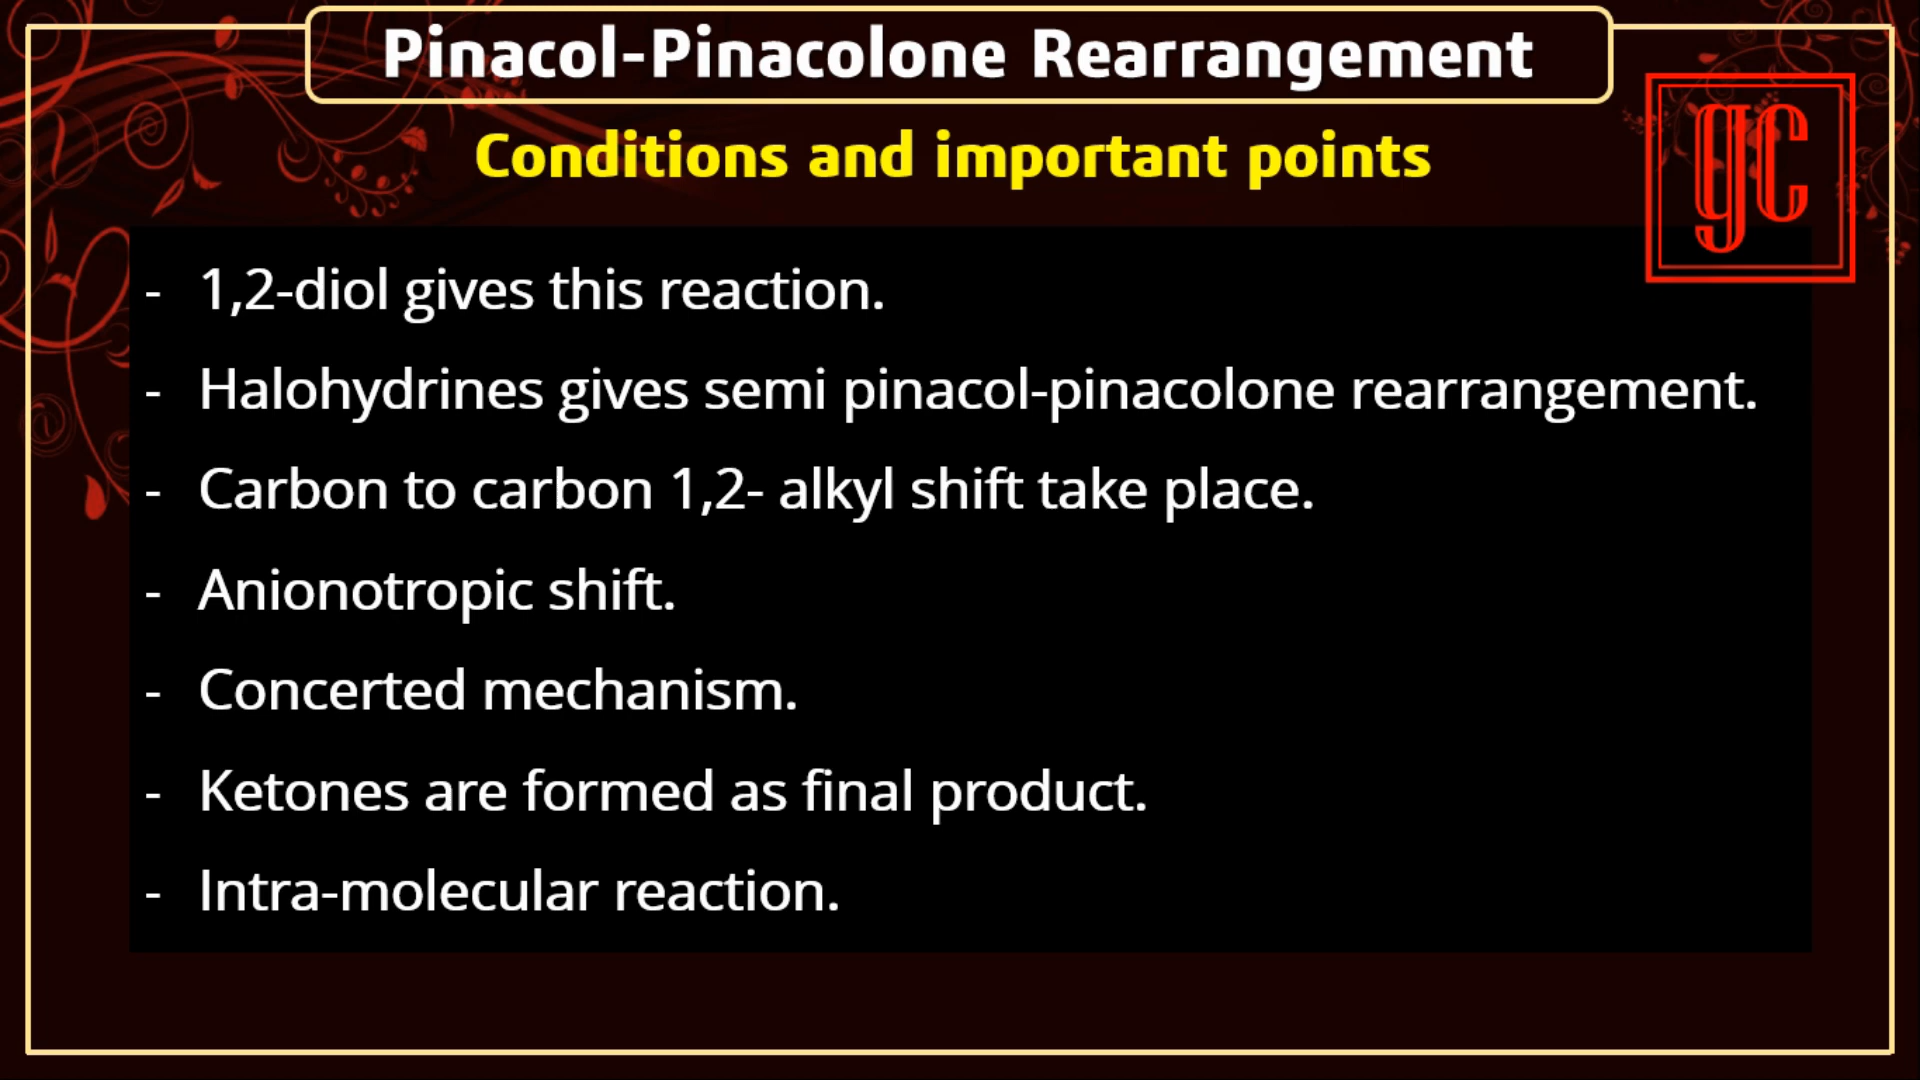 Pinacol-Pinacolone Rearrangement
Conditions and important points
gc
- 1,2-diol gives this reaction.
- Halohydrines gives semi pinacol-pinacolone rearrangement.
- Carbon to carbon 1,2- alkyl shift take place.
- Anionotropic shift.
- Concerted mechanism.
- Ketones are formed as final product.
- Intra-molecular reaction.